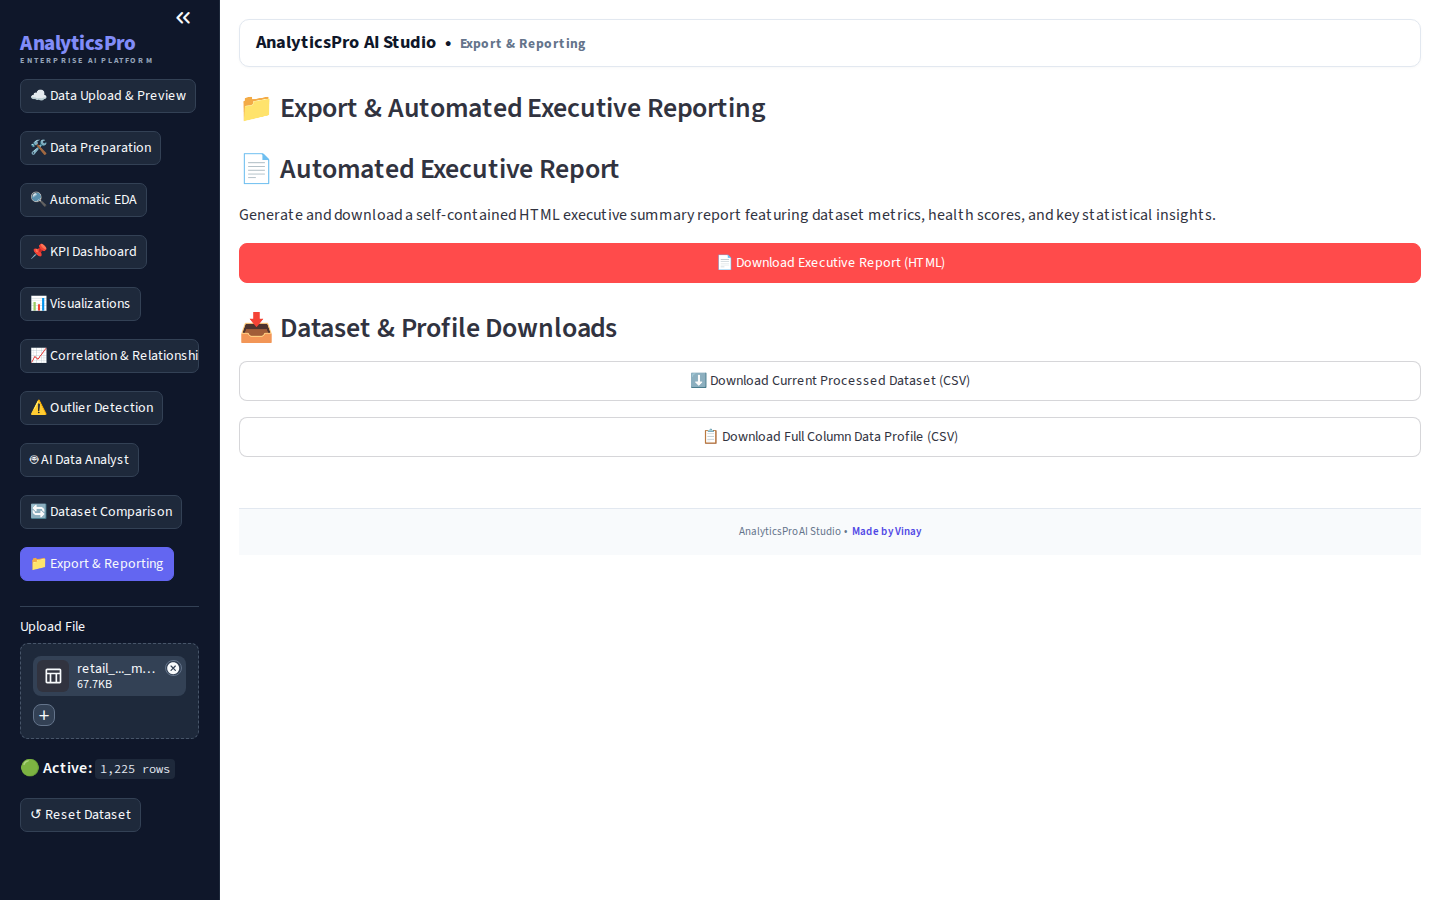 AnalyticsPro
ENTERPRISE AI PLATFORM
Data Upload & Preview
Data Preparation
Automatic EDA
KPI Dashboard
Visualizations
Correlation & Relationshi
Outlier Detection
AI Data Analyst
Dataset Comparison
Export & Reporting
Upload File
retail_..._m...
67.7KB
Active: 1,225 rows
↺ Reset Dataset
AnalyticsPro AI Studio • Export & Reporting
Export & Automated Executive Reporting
Automated Executive Report
Generate and download a self-contained HTML executive summary report featuring dataset metrics, health scores, and key statistical insights.
Download Executive Report (HTML)
Dataset & Profile Downloads
Download Current Processed Dataset (CSV)
Download Full Column Data Profile (CSV)
AnalyticsPro AI Studio • Made by Vinay